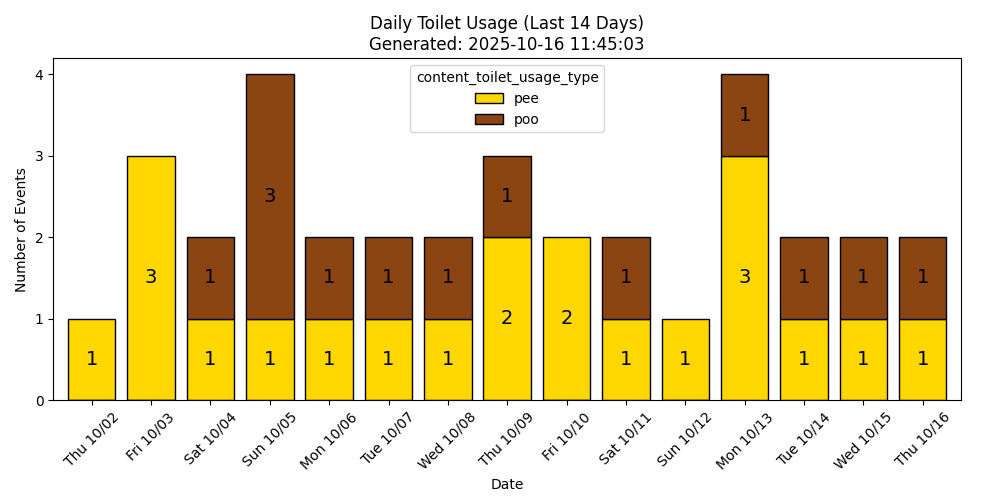 Daily Toilet Usage (Last 14 Days)
Generated: 2025-10-16 11:45:03
content_toilet_usage_type
pee
poo
Number of Events
4
3
2
1
0
1
3
1
1
3
1
1
1
1
1
1
1
1
2
2
1
1
1
1
3
1
1
1
1
1
1
Thu 10/02
Fri 10/03
Sat 10/04
Sun 10/05
Mon 10/06
Tue 10/07
Wed 10/08
Thu 10/09
Fri 10/10
Sat 10/11
Sun 10/12
Mon 10/13
Tue 10/14
Wed 10/15
Thu 10/16
Date